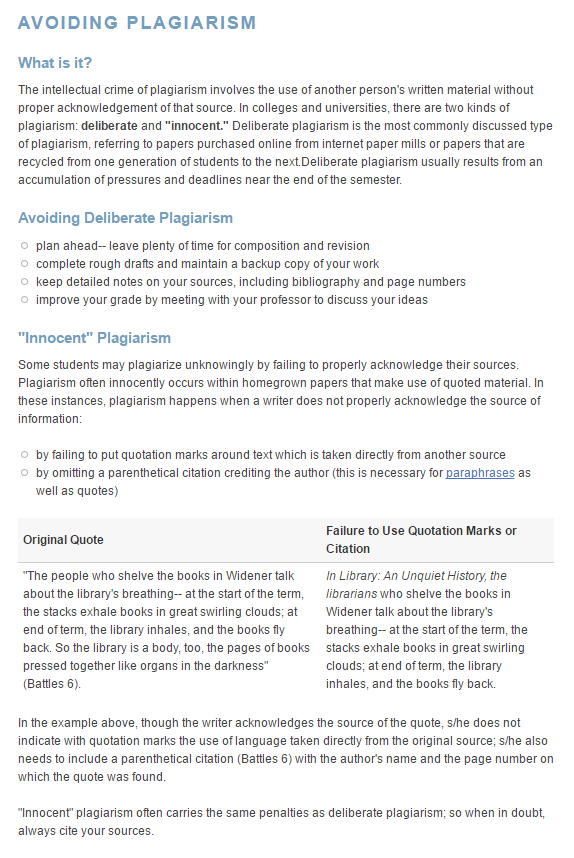 AVOIDING PLAGIARISM
What is it?
The intellectual crime of plagiarism involves the use of another person's written material without
proper acknowledgement of that source. In colleges and universities, there are two kinds of
plagiarism: deliberate and "innocent." Deliberate plagiarism is the most commonly discussed type
of plagiarism, referring to papers purchased online from internet paper mills or papers that are
recycled from one generation of students to the next.Deliberate plagiarism usually results from an
accumulation of pressures and deadlines near the end of the semester.
Avoiding Deliberate Plagiarism
plan ahead-- leave plenty of time for composition and revision
complete rough drafts and maintain a backup copy of your work
keep detailed notes on your sources, including bibliography and page numbers
improve your grade by meeting with your professor to discuss your ideas
"Innocent" Plagiarism
Some students may plagiarize unknowingly by failing to properly acknowledge their sources.
Plagiarism often innocently occurs within homegrown papers that make use of quoted material. In
these instances, plagiarism happens when a writer does not properly acknowledge the source of
information:
by failing to put quotation marks around text which is taken directly from another source
by omitting a parenthetical citation crediting the author (this is necessary for paraphrases as
well as quotes)
Original Quote
"The people who shelve the books in Widener talk
about the library's breathing-- at the start of the term,
the stacks exhale books in great swirling clouds; at
end of term, the library inhales, and the books fly
back. So the library is a body, too, the pages of books
pressed together like organs in the darkness"
(Battles 6).
Failure to Use Quotation Marks or
Citation
In Library: An Unquiet History, the
librarians who shelve the books in
Widener talk about the library's
breathing-- at the start of the term, the
stacks exhale books in great swirling
clouds; at end of term, the library
inhales, and the books fly back.
In the example above, though the writer acknowledges the source of the quote, s/he does not
indicate with quotation marks the use of language taken directly from the original source; s/he also
needs to include a parenthetical citation (Battles 6) with the author's name and the page number on
which the quote was found.
"Innocent" plagiarism often carries the same penalties as deliberate plagiarism; so when in doubt,
always cite your sources.